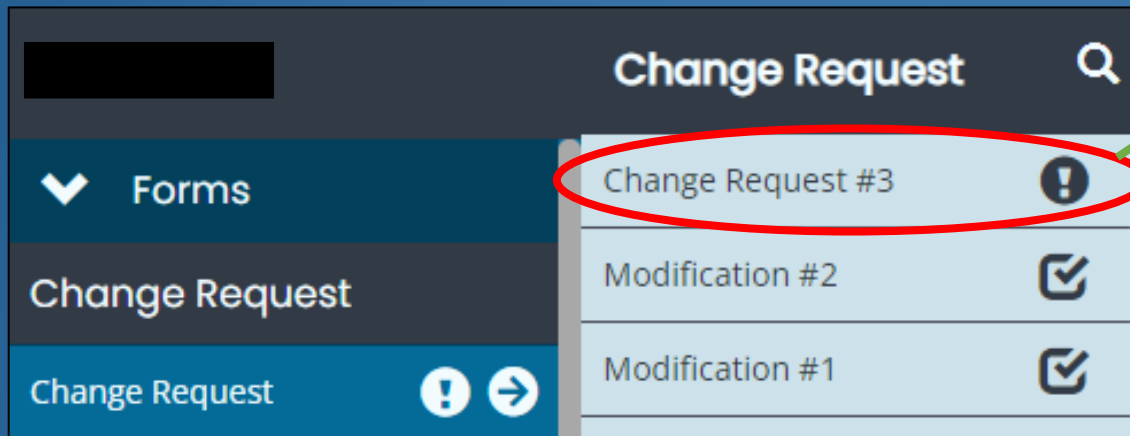 Forms
Change Request
Change Request
Change Request
Change Request #3
Modification #2
Modification #1